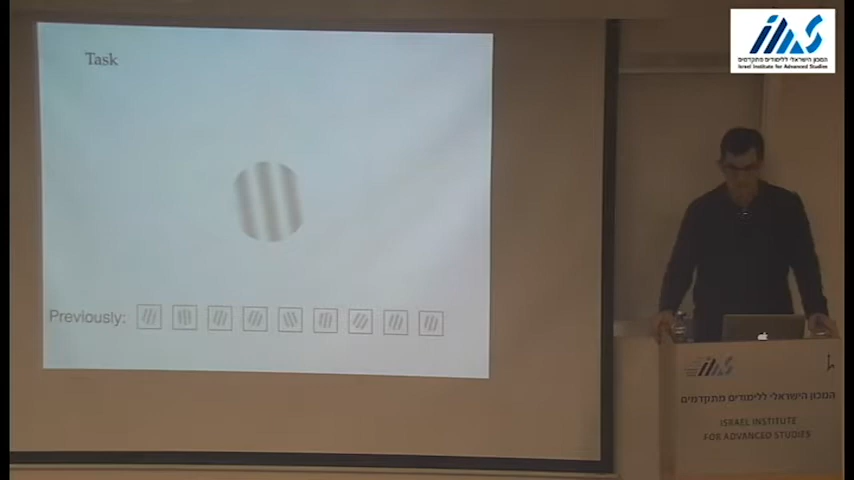 Task
Previously:
המכון הישראלי ללימודים מתקדמים
Israel Institute for Advanced Studies
המכון הישראלי ללימודים מתקדמים
ISRAEL INSTITUTE
FOR ADVANCED STUDIES